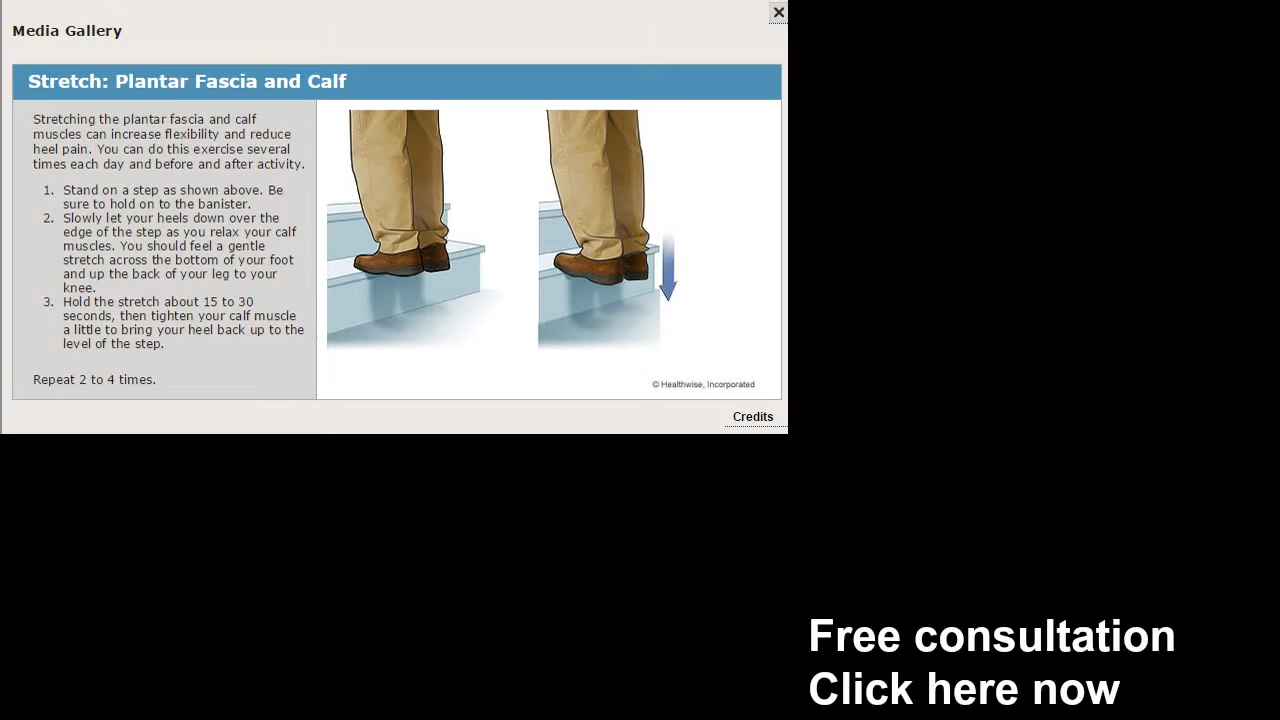 Media Gallery
Stretch: Plantar Fascia and Calf
Stretching the plantar fascia and calf
muscles can increase flexibility and reduce
heel pain. You can do this exercise several
times each day and before and after activity.
1. Stand on a step as shown above. Be
sure to hold on to the banister.
2. Slowly let your heels down over the
edge of the step as you relax your calf
muscles. You should feel a gentle
stretch across the bottom of your foot
and up the back of your leg to your
knee.
3. Hold the stretch about 15 to 30
seconds, then tighten your calf muscle
a little to bring your heel back up to the
level of the step.
Repeat 2 to 4 times.
© Healthwise, Incorporated
Credits
Free consultation
Click here now